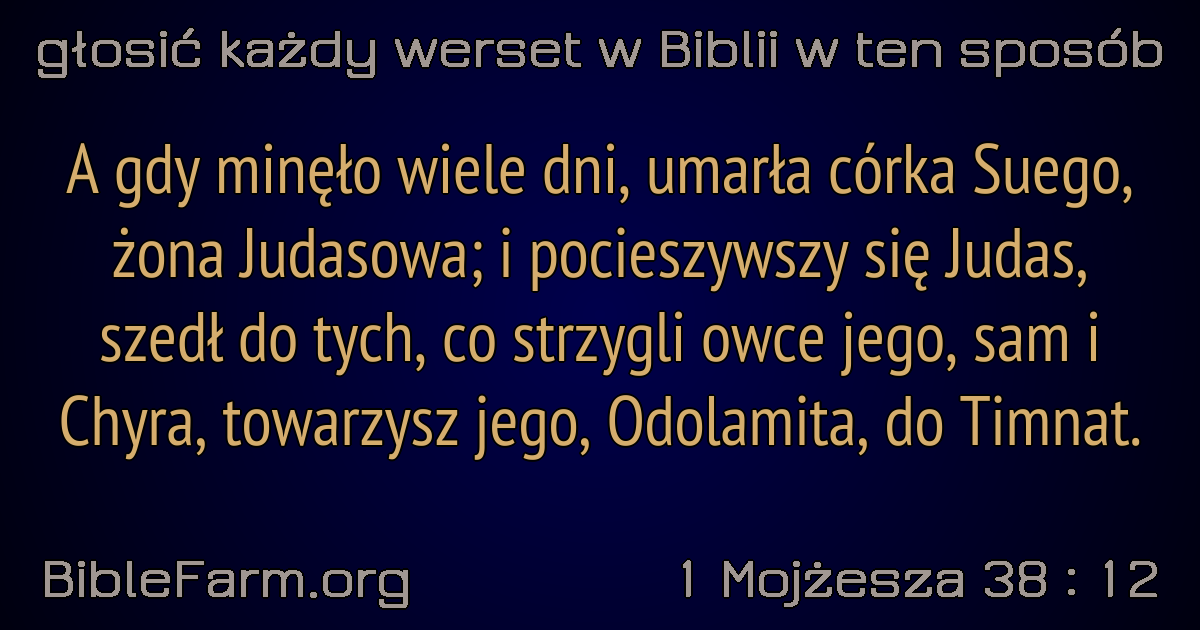 głosić każdy werset w Biblii w ten sposób
A gdy minęło wiele dni, umarła córka Suego,
żona Judasowa; i pocieszywszy się Judas,
szedł do tych, co strzygli owce jego, sam i
Chyra, towarzysz jego, Odolamita, do Timnat.
BibleFarm.org
1 Mojżesza 38 : 12